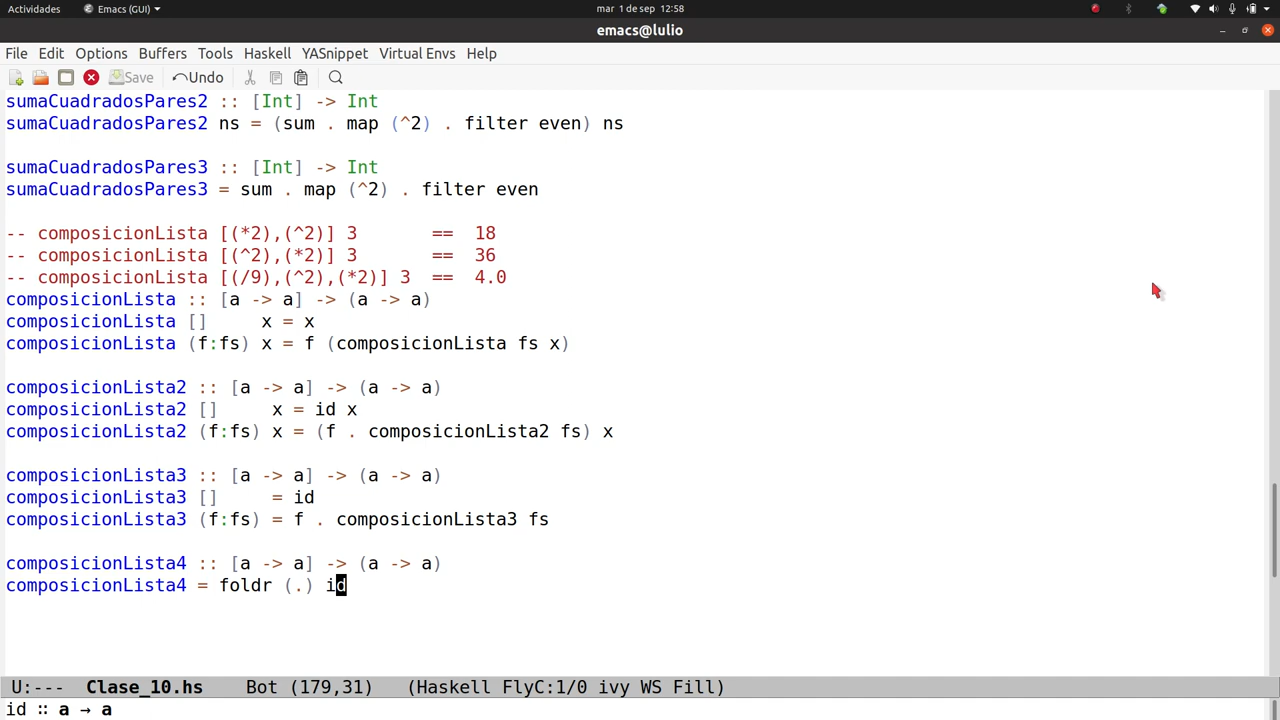 Actividades Emacs (GUI) mar 1 de sep 12:58
emacs@lulio
File Edit Options Buffers Tools Haskell YASnippet Virtual Envs Help
Save Undo
sumaCuadradosPares2 :: [Int] -> Int
sumaCuadradosPares2 ns = (sum . map (^2) . filter even) ns
sumaCuadradosPares3 :: [Int] -> Int
sumaCuadradosPares3 = sum . map (^2) . filter even
-- composicionLista [(*2),(^2)] 3       ==  18
-- composicionLista [(^2),(*2)] 3       ==  36
-- composicionLista [(/9),(^2),(*2)] 3  ==  4.0
composicionLista :: [a -> a] -> (a -> a)
composicionLista []     x = x
composicionLista (f:fs) x = f (composicionLista fs x)
composicionLista2 :: [a -> a] -> (a -> a)
composicionLista2 []     x = id x
composicionLista2 (f:fs) x = (f . composicionLista2 fs) x
composicionLista3 :: [a -> a] -> (a -> a)
composicionLista3 []     = id
composicionLista3 (f:fs) = f . composicionLista3 fs
composicionLista4 :: [a -> a] -> (a -> a)
composicionLista4 = foldr (.) id
U:--- Clase_10.hs Bot (179,31) (Haskell FlyC:1/0 ivy WS Fill)
id ∷ a → a